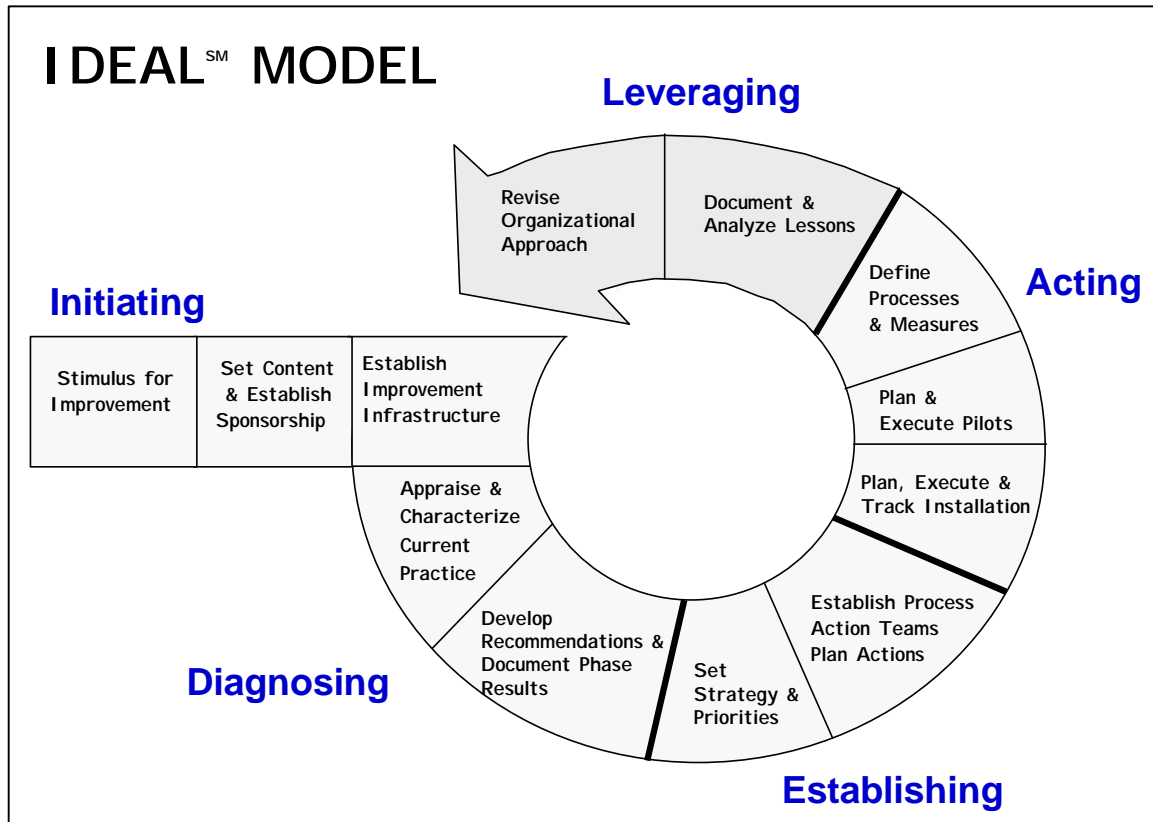 IDEAL℠ MODEL
Leveraging
Revise
Organizational
Approach
Document &
Analyze Lessons
Acting
Define
Processes
& Measures
Plan &
Execute Pilots
Plan, Execute &
Track Installation
Initiating
Stimulus for
Improvement
Set Content
& Establish
Sponsorship
Establish
Improvement
Infrastructure
Appraise &
Characterize
Current
Practice
Develop
Recommendations &
Document Phase
Results
Diagnosing
Set
Strategy &
Priorities
Establish Process
Action Teams
Plan Actions
Establishing